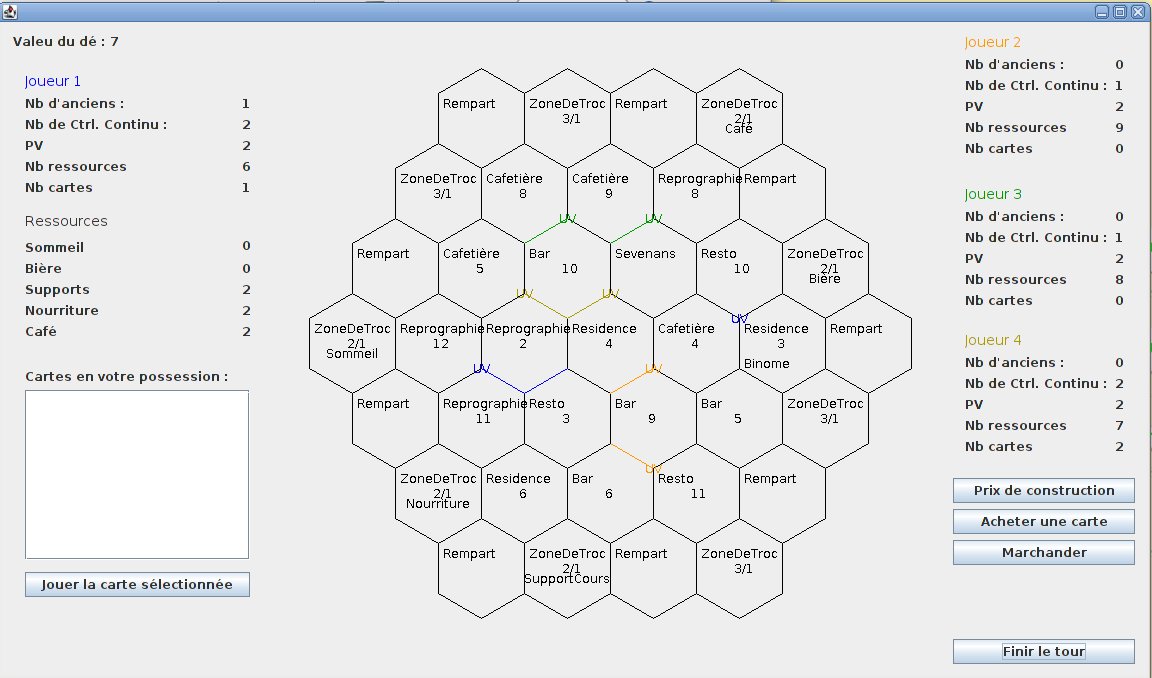 Valeu du dé : 7
Joueur 1
Nb d'anciens : 1
Nb de Ctrl. Continu : 2
PV 2
Nb ressources 6
Nb cartes 1
Ressources
Sommeil 0
Bière 0
Supports 2
Nourriture 2
Café 2
Cartes en votre possession :
Jouer la carte sélectionnée
Rempart ZoneDeTroc Rempart ZoneDeTroc
3/1 2/1
Café
ZoneDeTroc Cafetière Cafetière Reprographie Rempart
3/1 8 9 8
UV UV
Rempart Cafetière Bar Sevenans Resto ZoneDeTroc
5 10 10 2/1
Bière
UV UV
UV
ZoneDeTroc Reprographie Reprographie Residence Cafetière Residence Rempart
2/1 12 2 4 4 3
Sommeil
Binome
UV UV
Rempart Reprographie Resto Bar Bar ZoneDeTroc
11 3 9 5 3/1
UV
ZoneDeTroc Residence Bar Resto Rempart
2/1 6 6 11
Nourriture
Rempart ZoneDeTroc Rempart ZoneDeTroc
2/1 3/1
SupportCours
Joueur 2
Nb d'anciens : 0
Nb de Ctrl. Continu : 1
PV 2
Nb ressources 9
Nb cartes 0
Joueur 3
Nb d'anciens : 0
Nb de Ctrl. Continu : 1
PV 2
Nb ressources 8
Nb cartes 0
Joueur 4
Nb d'anciens : 0
Nb de Ctrl. Continu : 2
PV 2
Nb ressources 7
Nb cartes 2
Prix de construction
Acheter une carte
Marchander
Finir le tour